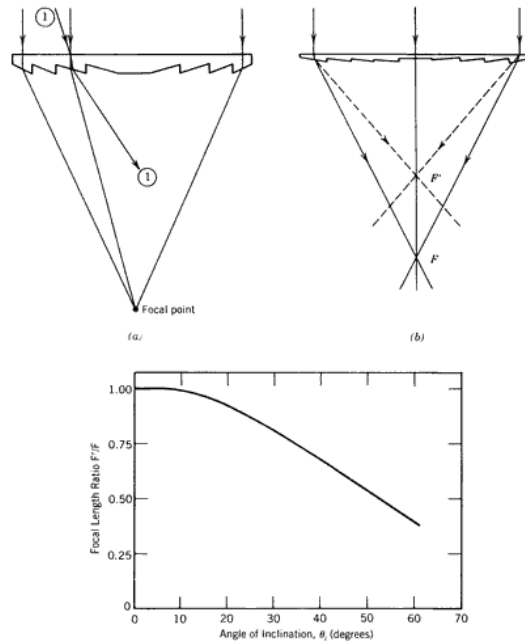 1
1
Focal point
F'
F
(a)
(b)
Focal Length Ratio F'/F
1.00
0.75
0.50
0.25
0
10
20
30
40
50
60
70
Angle of Inclination, θᵢ (degrees)